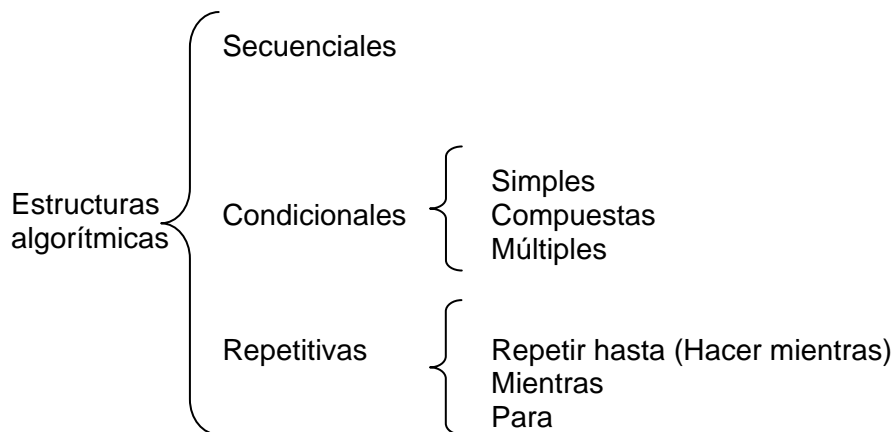 Estructuras
algorítmicas
Secuenciales
Condicionales
Simples
Compuestas
Múltiples
Repetitivas
Repetir hasta (Hacer mientras)
Mientras
Para